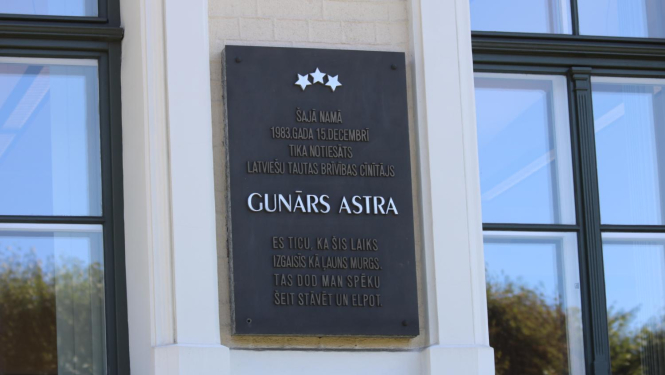 ŠAJĀ NAMĀ
1983.GADA 15.DECEMBRĪ
TIKA NOTIESĀTS
LATVIEŠU TAUTAS BRĪVĪBAS CĪNĪTĀJS
GUNĀRS ASTRA
ES TICU, KA ŠIS LAIKS
IZGAISĪS KĀ ĻAUNS MURGS.
TAS DOD MAN SPĒKU
ŠEIT STĀVĒT UN ELPOT.